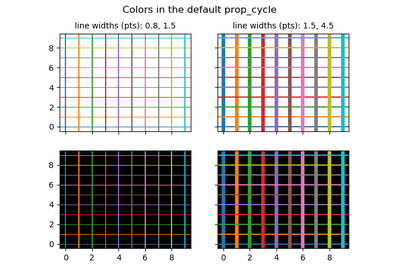 Colors in the default prop_cycle
line widths (pts): 0.8, 1.5
line widths (pts): 1.5, 4.5
8
6
4
2
0
8
6
4
2
0
0 2 4 6 8
0 2 4 6 8